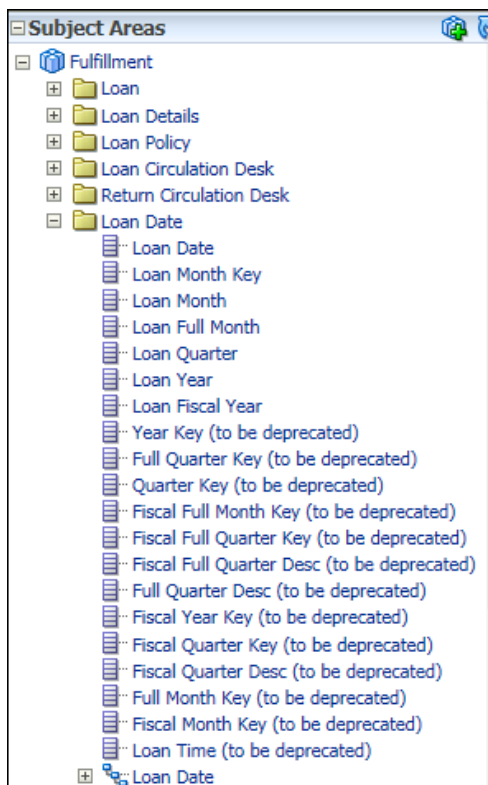 Subject Areas
Fulfillment
Loan
Loan Details
Loan Policy
Loan Circulation Desk
Return Circulation Desk
Loan Date
Loan Date
Loan Month Key
Loan Month
Loan Full Month
Loan Quarter
Loan Year
Loan Fiscal Year
Year Key (to be deprecated)
Full Quarter Key (to be deprecated)
Quarter Key (to be deprecated)
Fiscal Full Month Key (to be deprecated)
Fiscal Full Quarter Key (to be deprecated)
Fiscal Full Quarter Desc (to be deprecated)
Full Quarter Desc (to be deprecated)
Fiscal Year Key (to be deprecated)
Fiscal Quarter Key (to be deprecated)
Fiscal Quarter Desc (to be deprecated)
Full Month Key (to be deprecated)
Fiscal Month Key (to be deprecated)
Loan Time (to be deprecated)
Loan Date